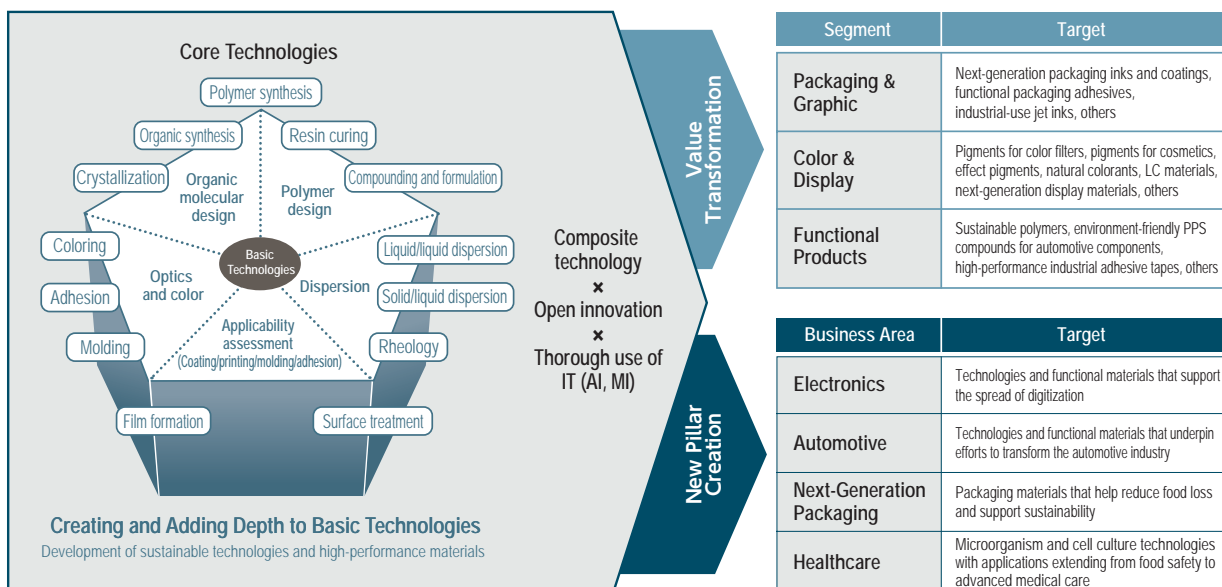 Core Technologies
Polymer synthesis
Organic synthesis
Resin curing
Crystallization
Compounding and formulation
Organic
molecular
design
Polymer
design
Coloring
Basic
Technologies
Liquid/liquid dispersion
Optics
and color
Dispersion
Adhesion
Solid/liquid dispersion
Applicability
assessment
(Coating/printing/molding/adhesion)
Molding
Rheology
Film formation
Surface treatment
Creating and Adding Depth to Basic Technologies
Development of sustainable technologies and high-performance materials
Composite
technology
×
Open innovation
×
Thorough use of
IT (AI, MI)
Value
Transformation
New Pillar
Creation
Segment
Target
Packaging &
Graphic
Next-generation packaging inks and coatings,
functional packaging adhesives,
industrial-use jet inks, others
Color &
Display
Pigments for color filters, pigments for cosmetics,
effect pigments, natural colorants, LC materials,
next-generation display materials, others
Functional
Products
Sustainable polymers, environment-friendly PPS
compounds for automotive components,
high-performance industrial adhesive tapes, others
Business Area
Target
Electronics
Technologies and functional materials that support
the spread of digitization
Automotive
Technologies and functional materials that underpin
efforts to transform the automotive industry
Next-Generation
Packaging
Packaging materials that help reduce food loss
and support sustainability
Healthcare
Microorganism and cell culture technologies
with applications extending from food safety to
advanced medical care